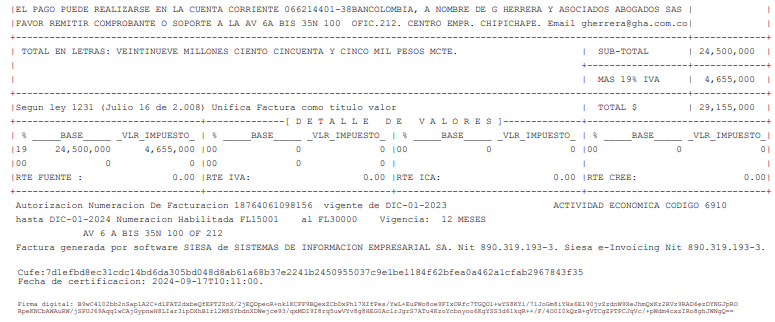 |EL PAGO PUEDE REALIZARSE EN LA CUENTA CORRIENTE 066214401-38BANCOLOMBIA, A NOMBRE DE G HERRERA Y ASOCIADOS ABOGADOS SAS |
|FAVOR REMITIR COMPROBANTE O SOPORTE A LA AV 6A BIS 35N 100  OFIC.212. CENTRO EMPR. CHIPICHAPE. Email gherrera@gha.com.co|
| TOTAL EN LETRAS: VEINTINUEVE MILLONES CIENTO CINCUENTA Y CINCO MIL PESOS MCTE. | SUB-TOTAL | 24,500,000 |
| MAS 19% IVA | 4,655,000 |
|Segun ley 1231 (Julio 16 de 2.008) Unifica Factura como titulo valor | TOTAL $ | 29,155,000 |
[ D E T A L L E   D E   V A L O R E S ]
| % _____BASE_____ _VLR_IMPUESTO_| % _____BASE_____ _VLR_IMPUESTO_| % _____BASE_____ _VLR_IMPUESTO_| % _____BASE_____ _VLR_IMPUESTO_|
|19 24,500,000 4,655,000 |00 0 0 |00 0 0 |00 0 0 |
|00 0 0 |00 0 0 |
|RTE FUENTE : 0.00 |RTE IVA: 0.00 |RTE ICA: 0.00 |RTE CREE: 0.00|
Autorizacion Numeracion De Facturacion 18764061098156  vigente de DIC-01-2023 ACTIVIDAD ECONOMICA CODIGO 6910
hasta DIC-01-2024 Numeracion Habilitada FL15001   al FL30000   Vigencia:  12 MESES
AV 6 A BIS 35N 100 OF 212
Factura generada por software SIESA de SISTEMAS DE INFORMACION EMPRESARIAL SA. Nit 890.319.193-3. Siesa e-Invoicing Nit 890.319.193-3.
Cufe:
Fecha de certificacion: 2024-09-17T10:11:00.
Firma digital: